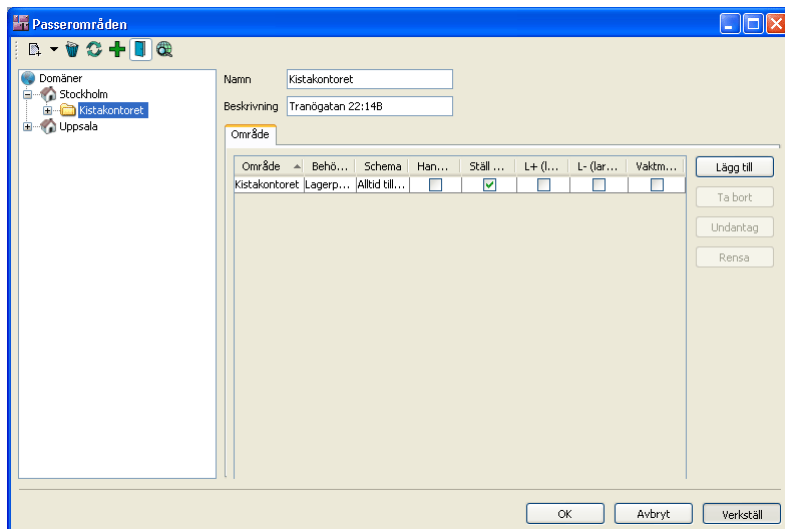 Passerområden
Domäner
Stockholm
Kistakontoret
Uppsala
Namn Kistakontoret
Beskrivning Tranögatan 22:14B
Område
Område Behö... Schema Han... Ställ ... L+ (l... L- (lar... Vaktm...
Kistakontoret Lagerp... Alltid till...
Lägg till
Ta bort
Undantag
Rensa
OK Avbryt Verkställ